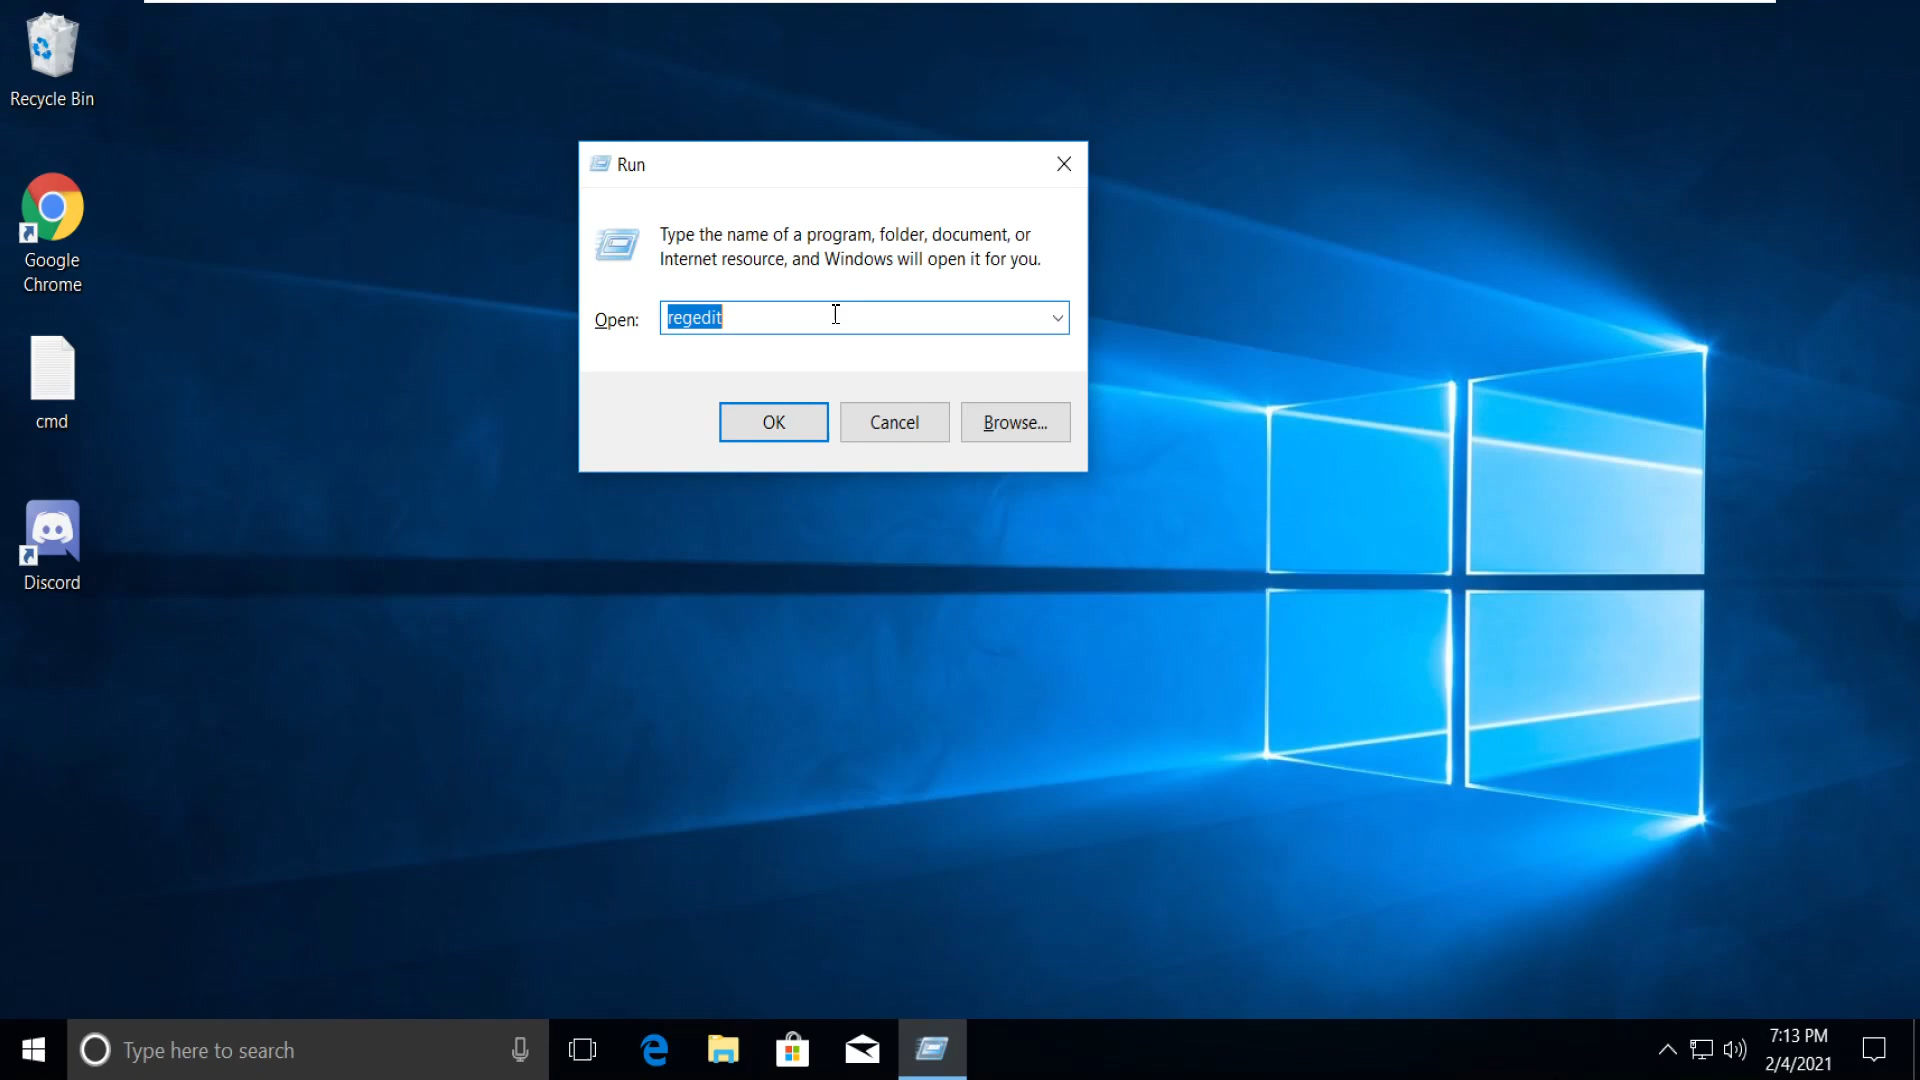 Recycle Bin
Google
Chrome
cmd
Discord
Run
Type the name of a program, folder, document, or
Internet resource, and Windows will open it for you.
Open:
regedit
OK
Cancel
Browse...
Type here to search
7:13 PM
2/4/2021